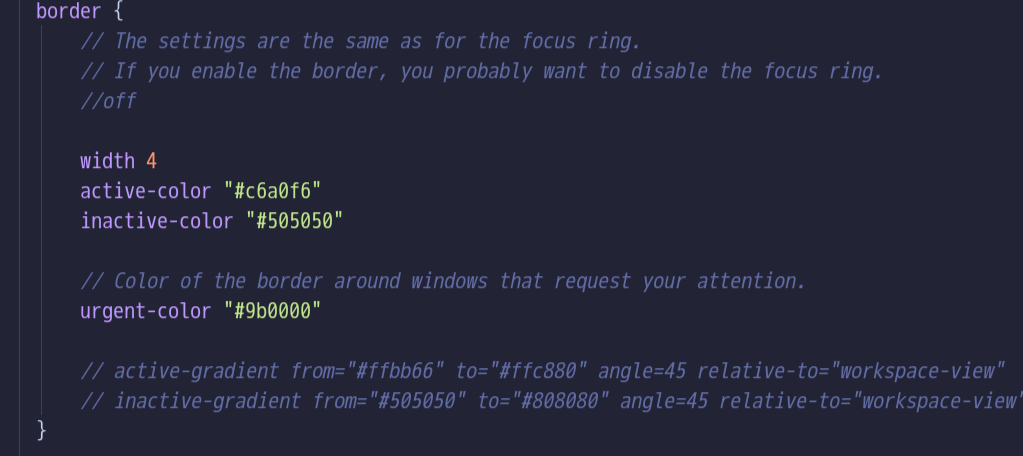 border {
// The settings are the same as for the focus ring.
// If you enable the border, you probably want to disable the focus ring.
//off
width 4
active-color "#c6a0f6"
inactive-color "#505050"
// Color of the border around windows that request your attention.
urgent-color "#9b0000"
// active-gradient from="#ffbb66" to="#ffc880" angle=45 relative-to="workspace-view"
// inactive-gradient from="#505050" to="#808080" angle=45 relative-to="workspace-view"
}